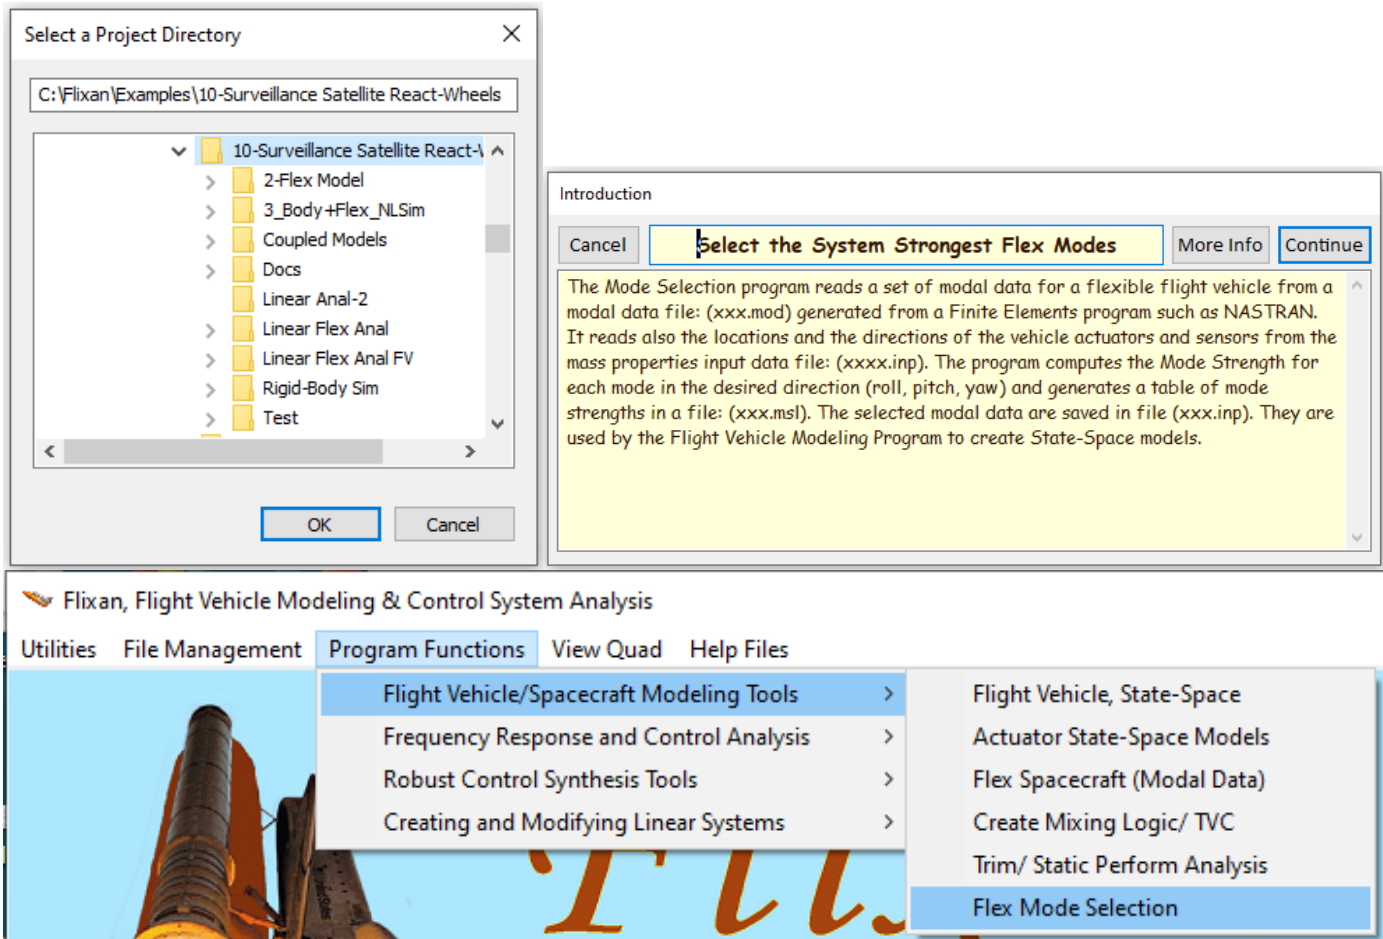 Select a Project Directory
C:\Flixan\Examples\10-Surveillance Satellite React-Wheels
10-Surveillance Satellite React-
2-Flex Model
3_Body+Flex_NLSim
Coupled Models
Docs
Linear Anal-2
Linear Flex Anal
Linear Flex Anal FV
Rigid-Body Sim
Test
OK
Cancel
Introduction
Cancel
Select the System Strongest Flex Modes
More Info
Continue
The Mode Selection program reads a set of modal data for a flexible flight vehicle from a
modal data file: (xxx.mod) generated from a Finite Elements program such as NASTRAN.
It reads also the locations and the directions of the vehicle actuators and sensors from the
mass properties input data file: (xxxx.inp). The program computes the Mode Strength for
each mode in the desired direction (roll, pitch, yaw) and generates a table of mode
strengths in a file: (xxx.msl). The selected modal data are saved in file (xxx.inp). They are
used by the Flight Vehicle Modeling Program to create State-Space models.
Flixan, Flight Vehicle Modeling & Control System Analysis
Utilities
File Management
Program Functions
View Quad
Help Files
Flight Vehicle/Spacecraft Modeling Tools
Frequency Response and Control Analysis
Robust Control Synthesis Tools
Creating and Modifying Linear Systems
Flight Vehicle, State-Space
Actuator State-Space Models
Flex Spacecraft (Modal Data)
Create Mixing Logic/ TVC
Trim/ Static Perform Analysis
Flex Mode Selection